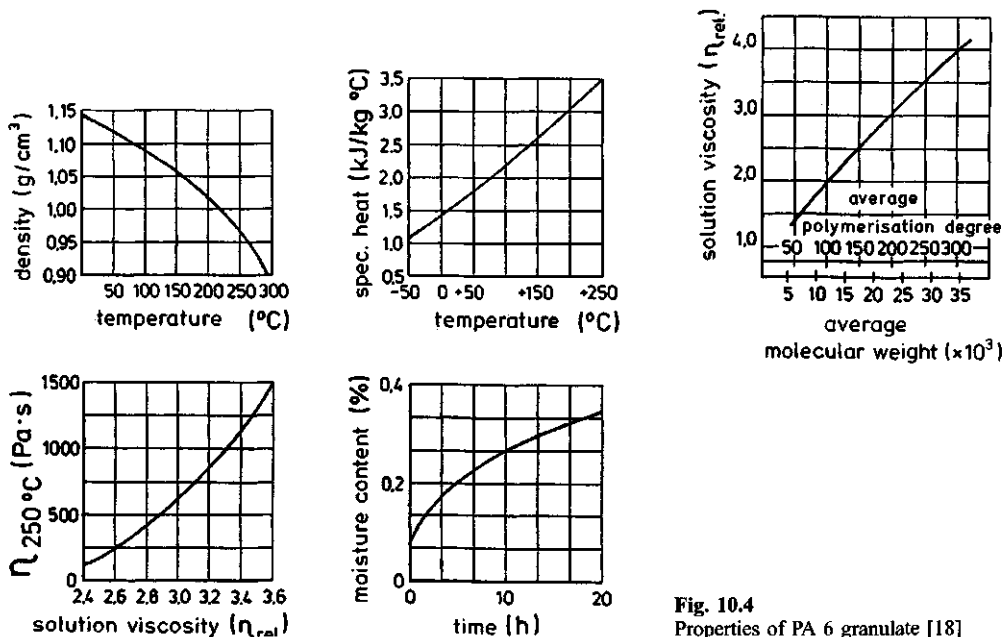 density (g/cm³)
1,15
1,10
1,05
1,00
0,95
0,90
50 100 150 200 250 300
temperature (°C)
spec. heat (kJ/kg °C)
3,5
3,0
2,5
2,0
1,5
1,0
0,5
-50 0 +50 +150 +250
temperature (°C)
solution viscosity (ηrel.)
4,0
3,0
2,0
1,0
average
polymerisation degree
50 100 150 200 250 300
5 10 15 20 25 30 35
average
molecular weight (×10³)
η250 °C (Pa·s)
1500
1000
500
0
2,4 2,6 2,8 3,0 3,2 3,4 3,6
solution viscosity (ηrel)
moisture content (%)
0,4
0,2
0
0 10 20
time (h)
Fig. 10.4
Properties of PA 6 granulate [18]